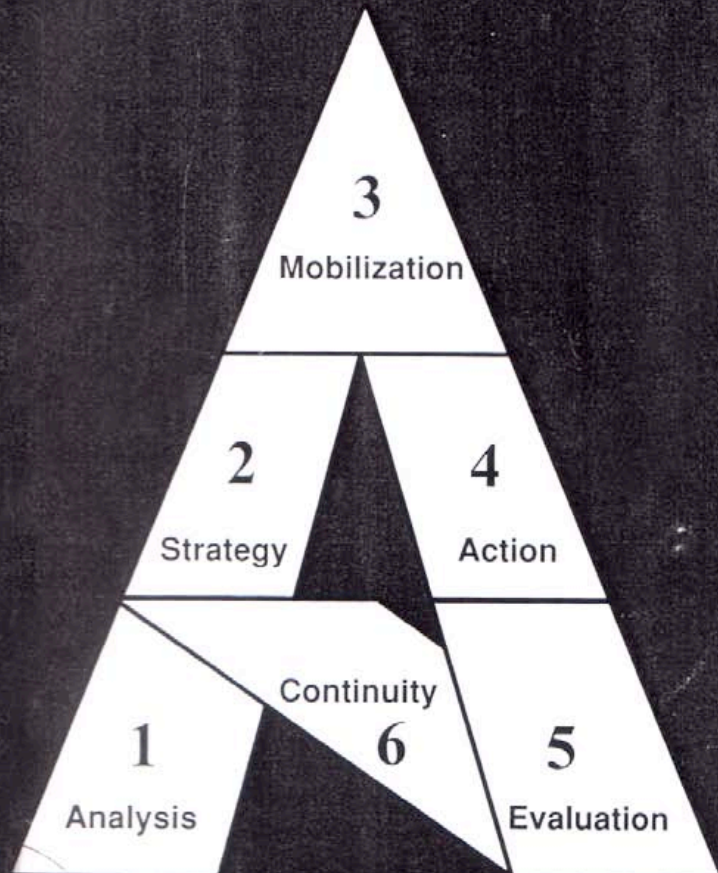 3
Mobilization
2
Strategy
4
Action
Continuity
6
1
Analysis
5
Evaluation